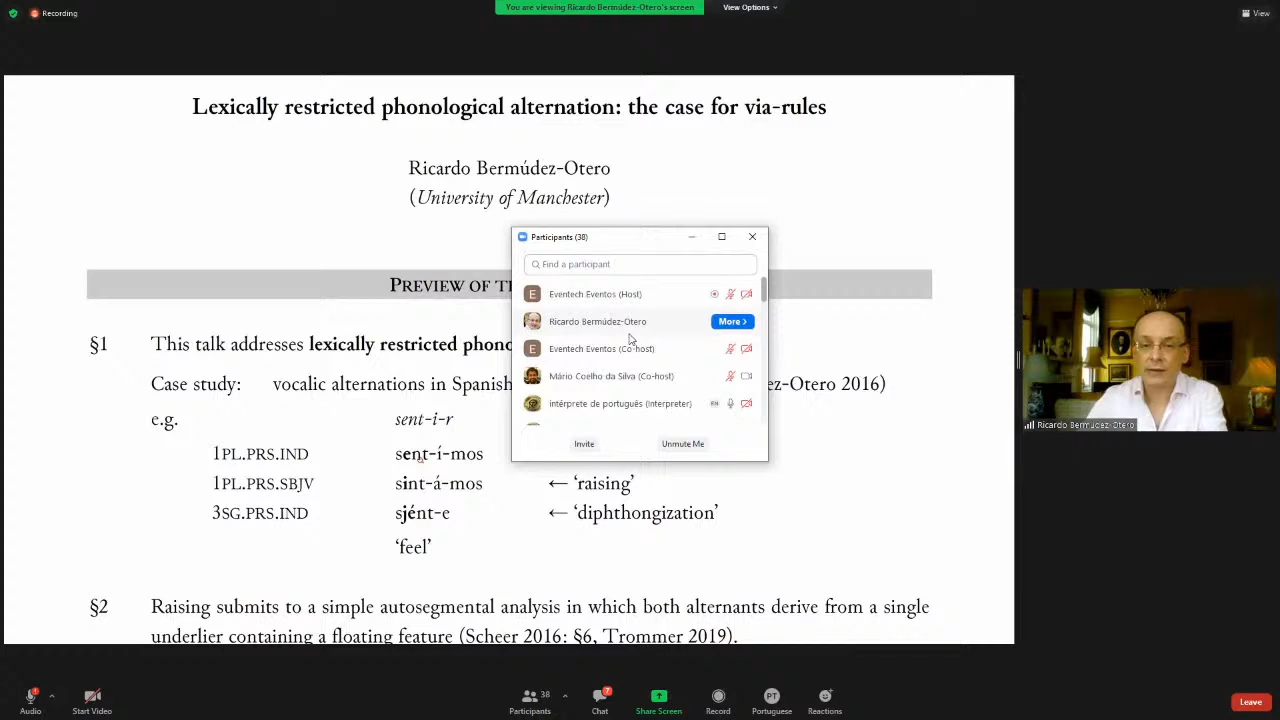 Recording
You are viewing Ricardo Bermúdez-Otero's screen
View Options
View
Lexically restricted phonological alternation: the case for via-rules
Ricardo Bermúdez-Otero
(University of Manchester)
PREVIEW OF T
§1 This talk addresses lexically restricted phono
Case study: vocalic alternations in Spanish
ez-Otero 2016)
e.g. sent-i-r
1PL.PRS.IND sent-í-mos
1PL.PRS.SBJV sint-á-mos ← 'raising'
3SG.PRS.IND sjént-e ← 'diphthongization'
'feel'
§2 Raising submits to a simple autosegmental analysis in which both alternants derive from a single
underlier containing a floating feature (Scheer 2016: §6, Trommer 2019).
Participants (38)
Find a participant
E Eventech Eventos (Host)
Ricardo Bermúdez-Otero More >
E Eventech Eventos (Co-host)
Mário Coelho da Silva (Co-host)
intérprete de português (Interpreter) EN
Invite Unmute Me
Ricardo Bermúdez-Otero
Audio
Start Video
38
Participants
7
Chat
Share Screen
Record
PT
Portuguese
Reactions
Leave